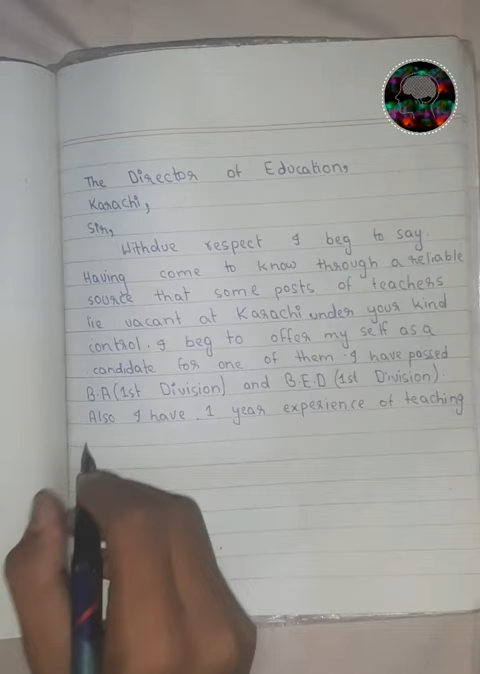 The Director of Education,
Karachi,
Sir,
Withdue respect I beg to say.
Having come to know through a reliable
source that some posts of teachers
lie vacant at Karachi under your kind
control. I beg to offer my self as a
candidate for one of them. I have passed
B.A (1st Division) and B.E.D (1st Division).
Also I have 1 year experience of teaching